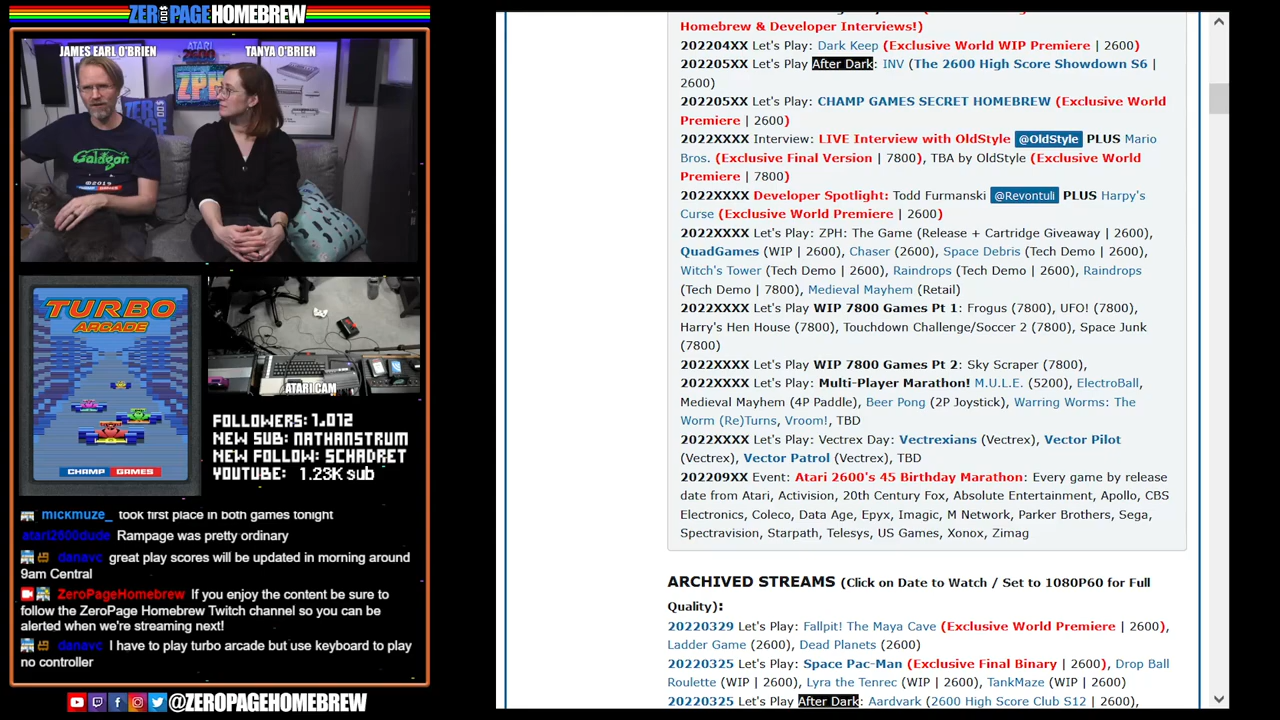 ZEROPAGEHOMEBREW
JAMES EARL O'BRIEN
TANYA O'BRIEN
ATARI
ZPH
Galagon
©2019
CHAMP GAMES
TURBO
ARCADE
CHAMP GAMES
ATARI CAM
FOLLOWERS: 1,012
NEW SUB: NATHANSTRUM
NEW FOLLOW: SCHADRET
YOUTUBE: 1.23K sub
mickmuze_ took first place in both games tonight
atari2600dude Rampage was pretty ordinary
danavc great play scores will be updated in morning around
9am Central
ZeroPageHomebrew If you enjoy the content be sure to
follow the ZeroPage Homebrew Twitch channel so you can be
alerted when we're streaming next!
danavc I have to play turbo arcade but use keyboard to play
no controller
@ZEROPAGEHOMEBREW
Homebrew & Developer Interviews!)
202204XX Let's Play: Dark Keep (Exclusive World WIP Premiere | 2600)
202205XX Let's Play After Dark: INV (The 2600 High Score Showdown S6 |
2600)
202205XX Let's Play: CHAMP GAMES SECRET HOMEBREW (Exclusive World
Premiere | 2600)
2022XXXX Interview: LIVE Interview with OldStyle @OldStyle PLUS Mario
Bros. (Exclusive Final Version | 7800), TBA by OldStyle (Exclusive World
Premiere | 7800)
2022XXXX Developer Spotlight: Todd Furmanski @Revontuli PLUS Harpy's
Curse (Exclusive World Premiere | 2600)
2022XXXX Let's Play: ZPH: The Game (Release + Cartridge Giveaway | 2600),
QuadGames (WIP | 2600), Chaser (2600), Space Debris (Tech Demo | 2600),
Witch's Tower (Tech Demo | 2600), Raindrops (Tech Demo | 2600), Raindrops
(Tech Demo | 7800), Medieval Mayhem (Retail)
2022XXXX Let's Play WIP 7800 Games Pt 1: Frogus (7800), UFO! (7800),
Harry's Hen House (7800), Touchdown Challenge/Soccer 2 (7800), Space Junk
(7800)
2022XXXX Let's Play WIP 7800 Games Pt 2: Sky Scraper (7800),
2022XXXX Let's Play: Multi-Player Marathon! M.U.L.E. (5200), ElectroBall,
Medieval Mayhem (4P Paddle), Beer Pong (2P Joystick), Warring Worms: The
Worm (Re)Turns, Vroom!, TBD
2022XXXX Let's Play: Vectrex Day: Vectrexians (Vectrex), Vector Pilot
(Vectrex), Vector Patrol (Vectrex), TBD
202209XX Event: Atari 2600's 45 Birthday Marathon: Every game by release
date from Atari, Activision, 20th Century Fox, Absolute Entertainment, Apollo, CBS
Electronics, Coleco, Data Age, Epyx, Imagic, M Network, Parker Brothers, Sega,
Spectravision, Starpath, Telesys, US Games, Xonox, Zimag
ARCHIVED STREAMS (Click on Date to Watch / Set to 1080P60 for Full
Quality):
20220329 Let's Play: Fallpit! The Maya Cave (Exclusive World Premiere | 2600),
Ladder Game (2600), Dead Planets (2600)
20220325 Let's Play: Space Pac-Man (Exclusive Final Binary | 2600), Drop Ball
Roulette (WIP | 2600), Lyra the Tenrec (WIP | 2600), TankMaze (WIP | 2600)
20220325 Let's Play After Dark: Aardvark (2600 High Score Club S12 | 2600),